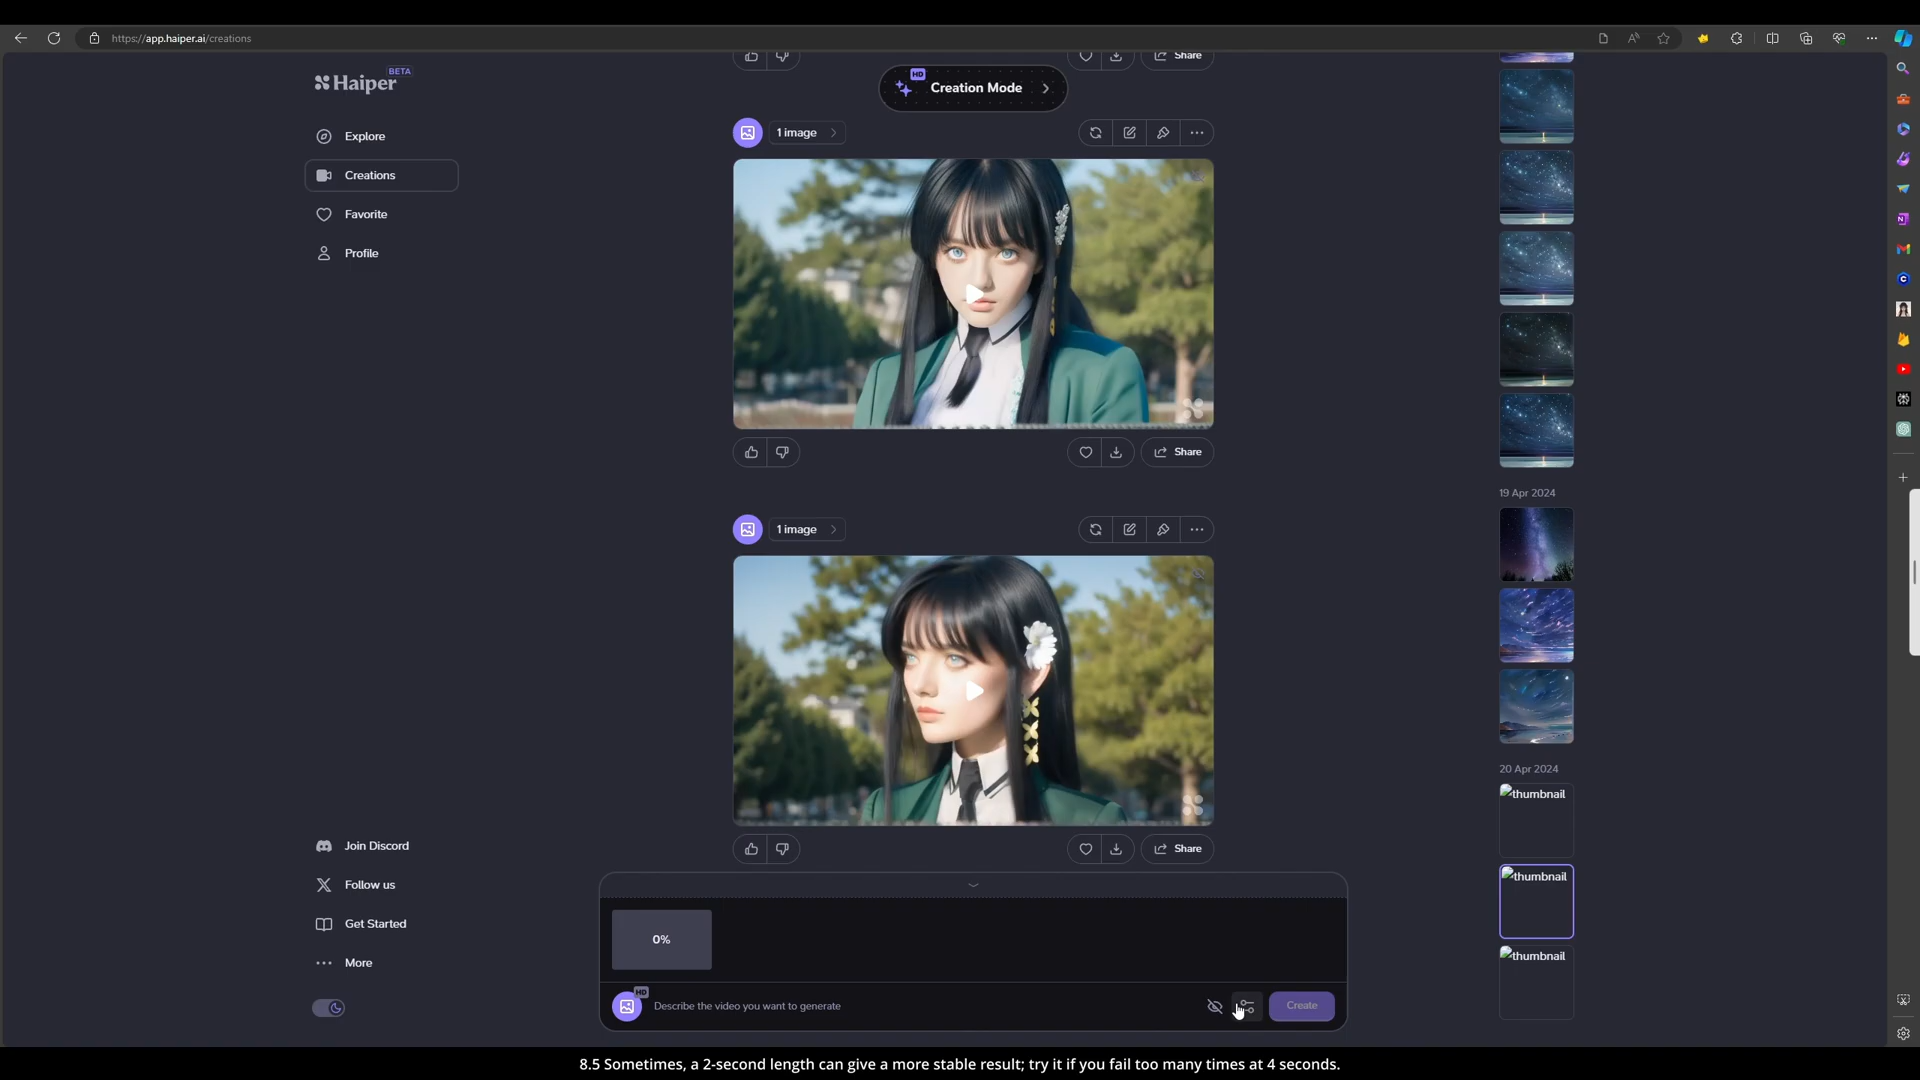 https://app.haiper.ai/creations
Haiper
BETA
Explore
Creations
Favorite
Profile
Join Discord
Follow us
Get Started
More
Share
HD
Creation Mode
1 image
Share
1 image
Share
0%
HD
Describe the video you want to generate
Create
19 Apr 2024
20 Apr 2024
thumbnail
thumbnail
thumbnail
8.5 Sometimes, a 2-second length can give a more stable result; try it if you fail too many times at 4 seconds.